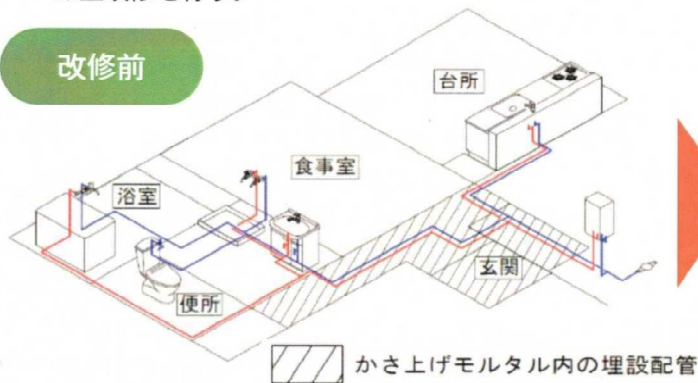 改修前
台所
食事室
浴室
便所
玄関
かさ上げモルタル内の埋設配管